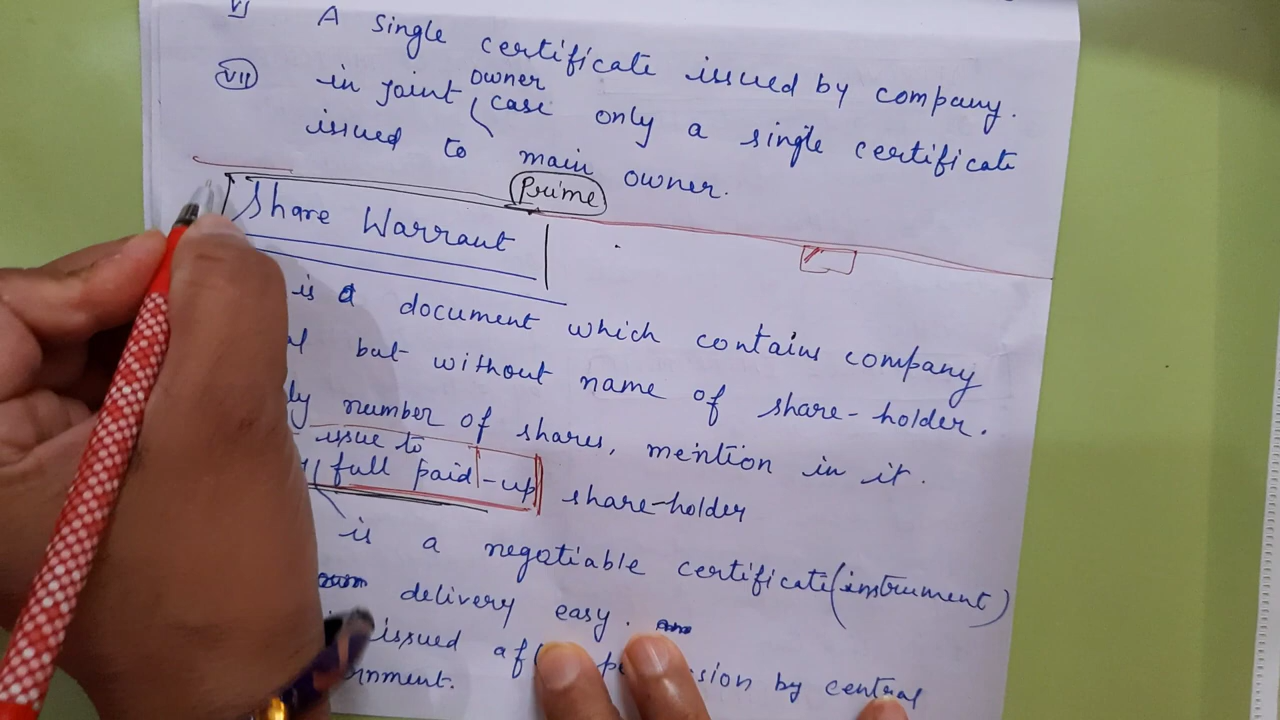 VI A single certificate issued by company.
VII in joint owner case only a single certificate
issued to main owner.
Prime
Share Warrant
is a document which contains company
but without name of share-holder.
number of shares, mention in it.
issue to
full paid-up share-holder
is a negotiable certificate (instrument)
delivery easy.
issued by central